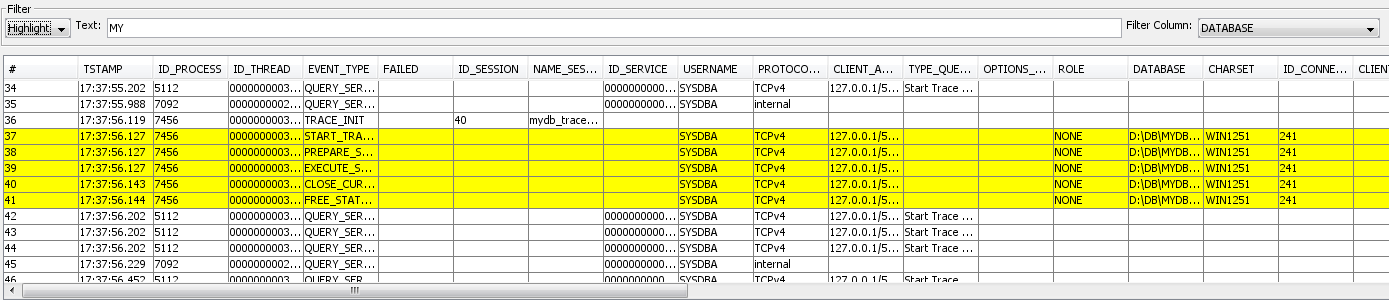 Filter
Highlight Text: MY Filter Column: DATABASE
# TSTAMP ID_PROCESS ID_THREAD EVENT_TYPE FAILED ID_SESSION NAME_SES... ID_SERVICE USERNAME PROTOCO... CLIENT_A... TYPE_QUE... OPTIONS_... ROLE DATABASE CHARSET ID_CONNE... CLIENT
34 17:37:55.202 5112 0000000003... QUERY_SER... 0000000000... SYSDBA TCPv4 127.0.0.1/5... Start Trace ...
35 17:37:55.988 7092 0000000002... QUERY_SER... 0000000000... SYSDBA internal
36 17:37:56.119 7456 0000000003... TRACE_INIT 40 mydb_trace...
37 17:37:56.127 7456 0000000003... START_TRA... SYSDBA TCPv4 127.0.0.1/5... NONE D:\DB\MYDB... WIN1251 241
38 17:37:56.127 7456 0000000003... PREPARE_S... SYSDBA TCPv4 127.0.0.1/5... NONE D:\DB\MYDB... WIN1251 241
39 17:37:56.127 7456 0000000003... EXECUTE_S... SYSDBA TCPv4 127.0.0.1/5... NONE D:\DB\MYDB... WIN1251 241
40 17:37:56.143 7456 0000000003... CLOSE_CUR... SYSDBA TCPv4 127.0.0.1/5... NONE D:\DB\MYDB... WIN1251 241
41 17:37:56.144 7456 0000000003... FREE_STAT... SYSDBA TCPv4 127.0.0.1/5... NONE D:\DB\MYDB... WIN1251 241
42 17:37:56.202 5112 0000000003... QUERY_SER... 0000000000... SYSDBA TCPv4 127.0.0.1/5... Start Trace ...
43 17:37:56.202 5112 0000000003... QUERY_SER... 0000000000... SYSDBA TCPv4 127.0.0.1/5... Start Trace ...
44 17:37:56.202 5112 0000000003... QUERY_SER... 0000000000... SYSDBA TCPv4 127.0.0.1/5... Start Trace ...
45 17:37:56.229 7092 0000000002... QUERY_SER... 0000000000... SYSDBA internal
46 17:37:56.452 5112 0000000003... QUERY_SER... 0000000000... SYSDBA TCPv4 127.0.0.1/5... Start Trace ...